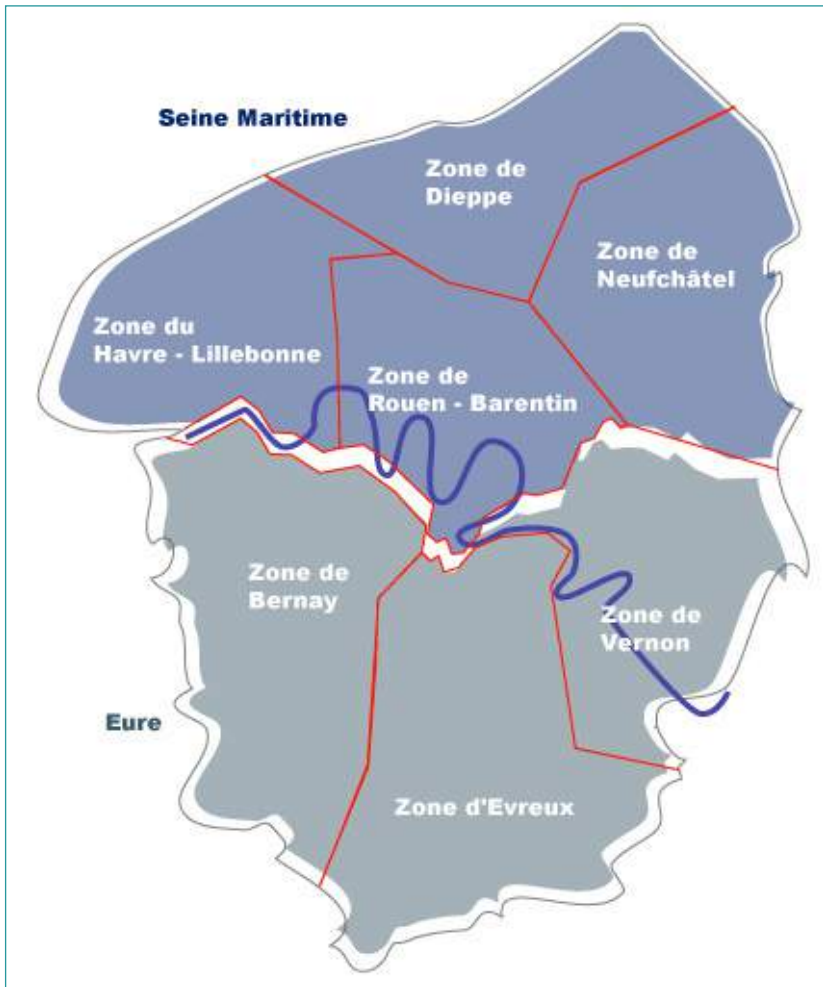 Seine Maritime
Zone de
Dieppe
Zone de
Neufchâtel
Zone du
Havre - Lillebonne
Zone de
Rouen - Barentin
Zone de
Bernay
Zone de
Vernon
Eure
Zone d'Evreux